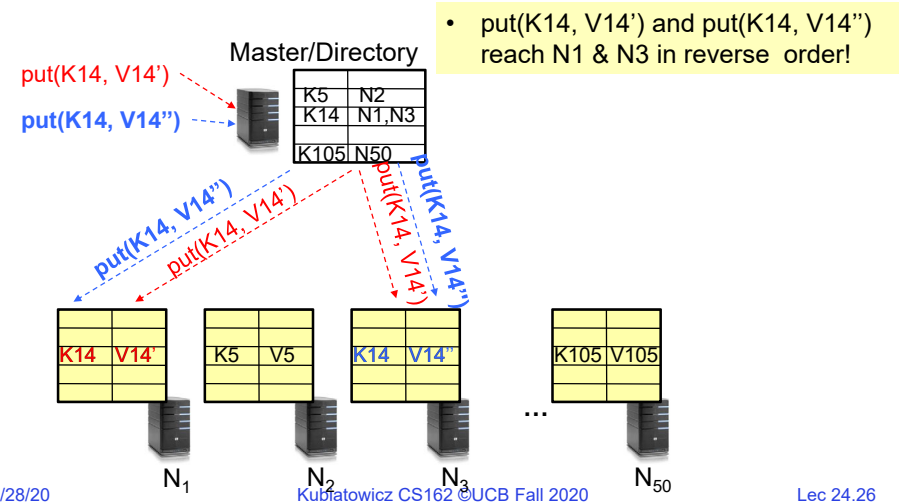 • put(K14, V14') and put(K14, V14'')
reach N1 & N3 in reverse order!
Master/Directory
put(K14, V14')
put(K14, V14'')
K5 N2
K14 N1,N3
K105 N50
put(K14, V14'')
put(K14, V14')
put(K14, V14')
put(K14, V14'')
K14 V14'
K5 V5
K14 V14''
K105 V105
...
N1
N2
N3
N50
/28/20
Kubiatowicz CS162 ©UCB Fall 2020
Lec 24.26